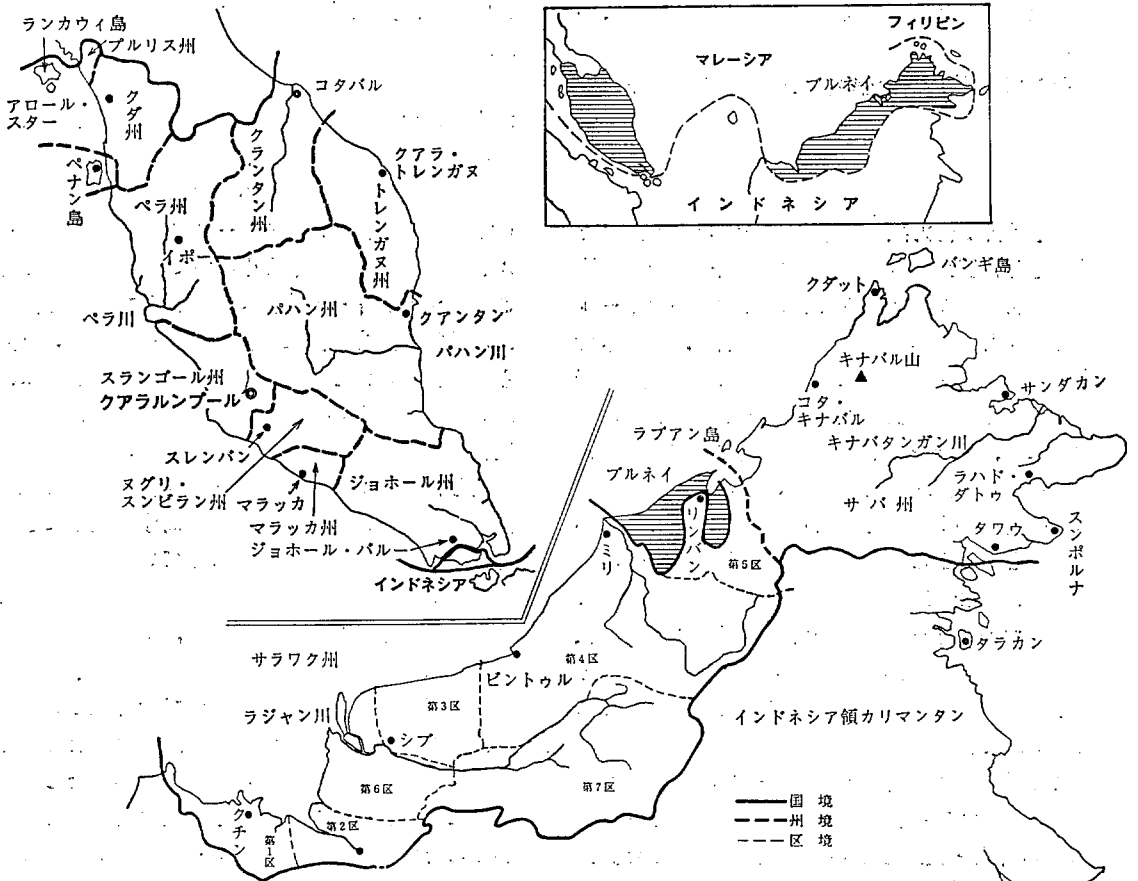 ランカウィ島
プルリス州
アロール・
スター
クダ州
ペナン島
コタバル
クランタン州
クアラ・
トレンガヌ
トレンガヌ州
ペラ州
イポー
ペラ川
パハン州
クアンタン
パハン川
スランゴール州
クアラルンプール
スレンバン
ヌグリ・
スンビラン州
マラッカ
マラッカ州
ジョホール州
ジョホール・バルー
インドネシア
フィリピン
マレーシア
ブルネイ
インドネシア
バンギ島
クダット
キナバル山
コタ・
キナバル
サンダカン
キナバタンガン川
ラハド・
ダトゥ
サバ州
タワウ
スンポルナ
ラブアン島
ブルネイ
リンバン
ミリ
第5区
タラカン
サラワク州
ビントゥル
第4区
第3区
ラジャン川
シブ
インドネシア領カリマンタン
第6区
第7区
クチン
第1区
第2区
国境
州境
区境